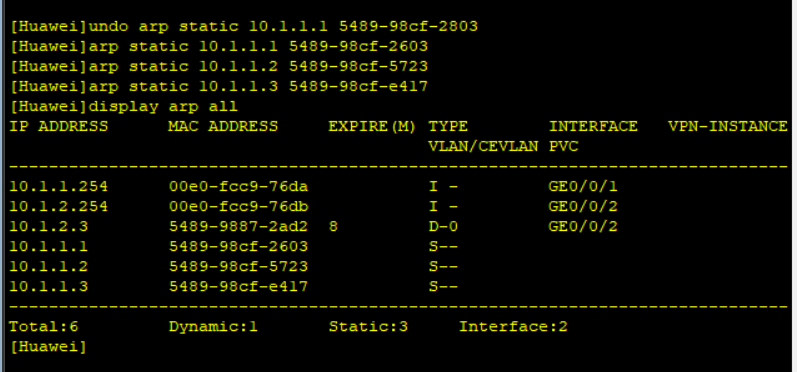 [Huawei]undo arp static 10.1.1.1 5489-98cf-2803
[Huawei]arp static 10.1.1.1 5489-98cf-2603
[Huawei]arp static 10.1.1.2 5489-98cf-5723
[Huawei]arp static 10.1.1.3 5489-98cf-e417
[Huawei]display arp all
IP ADDRESS      MAC ADDRESS     EXPIRE(M) TYPE        INTERFACE   VPN-INSTANCE
                                          VLAN/CEVLAN PVC
------------------------------------------------------------------------------
10.1.1.254      00e0-fcc9-76da            I -         GE0/0/1
10.1.2.254      00e0-fcc9-76db            I -         GE0/0/2
10.1.2.3        5489-9887-2ad2  8         D-0         GE0/0/2
10.1.1.1        5489-98cf-2603            S--
10.1.1.2        5489-98cf-5723            S--
10.1.1.3        5489-98cf-e417            S--
------------------------------------------------------------------------------
Total:6         Dynamic:1       Static:3     Interface:2
[Huawei]